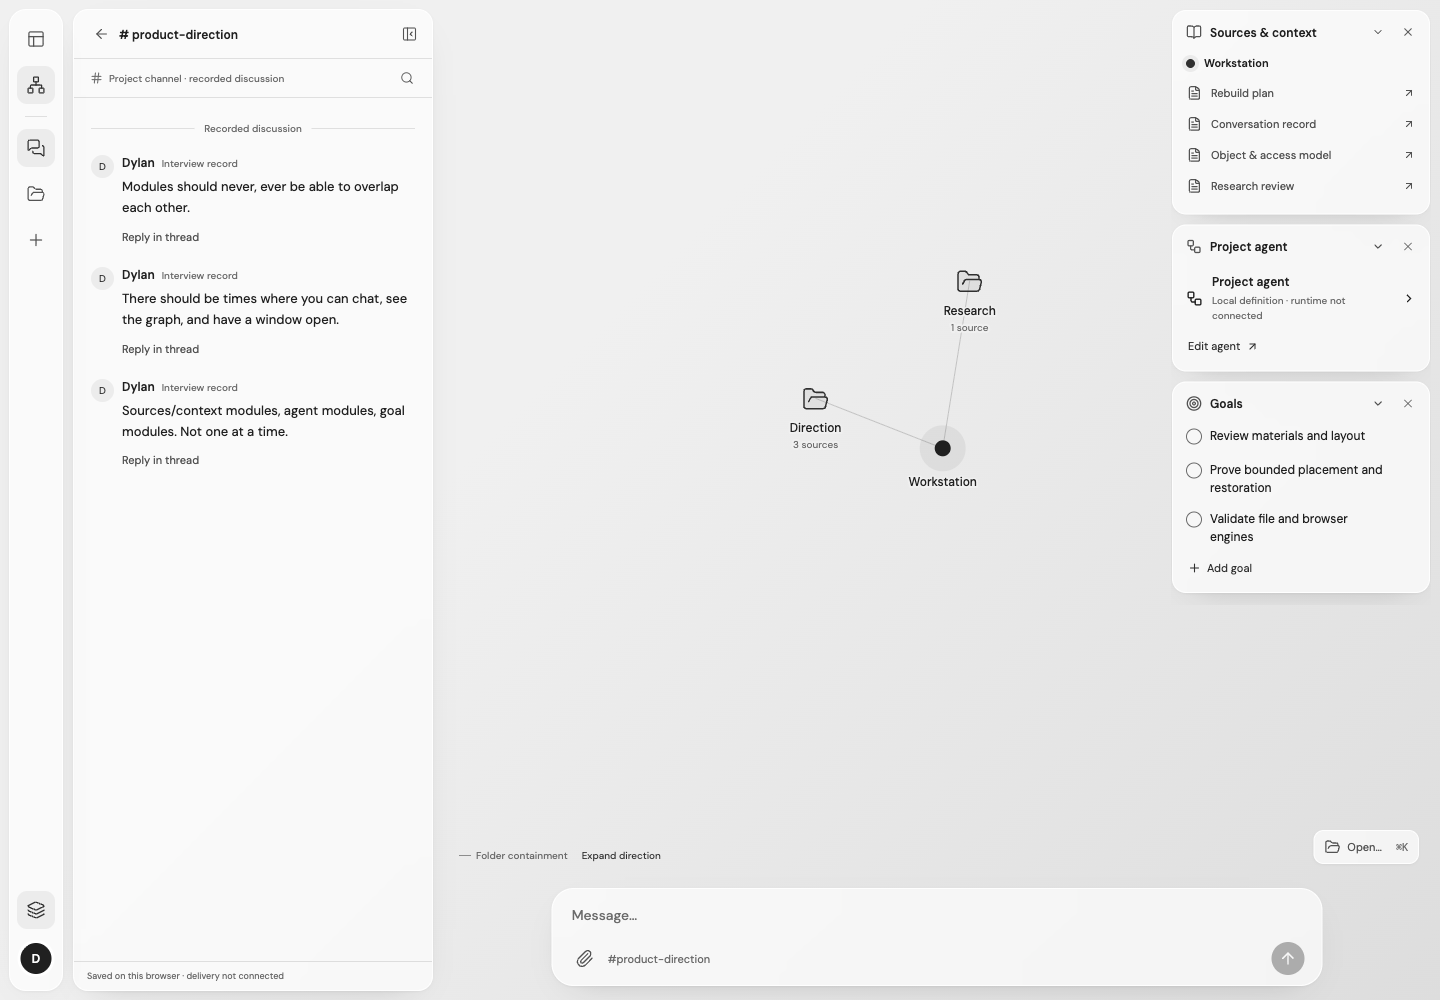 # product-direction
Project channel · recorded discussion
Recorded discussion
D
Dylan Interview record
Modules should never, ever be able to overlap
each other.
Reply in thread
D
Dylan Interview record
There should be times where you can chat, see
the graph, and have a window open.
Reply in thread
D
Dylan Interview record
Sources/context modules, agent modules, goal
modules. Not one at a time.
Reply in thread
Saved on this browser · delivery not connected
D
Research
1 source
Direction
3 sources
Workstation
Folder containment Expand direction
Message...
#product-direction
Sources & context
Workstation
Rebuild plan
Conversation record
Object & access model
Research review
Project agent
Project agent
Local definition · runtime not
connected
Edit agent
Goals
Review materials and layout
Prove bounded placement and
restoration
Validate file and browser
engines
Add goal
Open... ⌘K